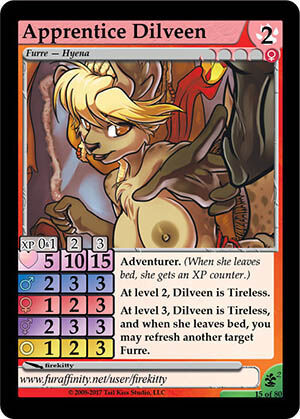 Apprentice Dilveen
2
Furre — Hyena
XP 0&1 2 3
5 10 15
2 3 3
1 2 3
2 3 3
1 2 3
Adventurer. (When she leaves
bed, she gets an XP counter.)
At level 2, Dilveen is Tireless.
At level 3, Dilveen is Tireless,
and when she leaves bed, you
may refresh another target
Furre.
firekitty
www.furaffinity.net/user/firekitty
© 2009-2017 Tail Kiss Studio, LLC
15 of 80